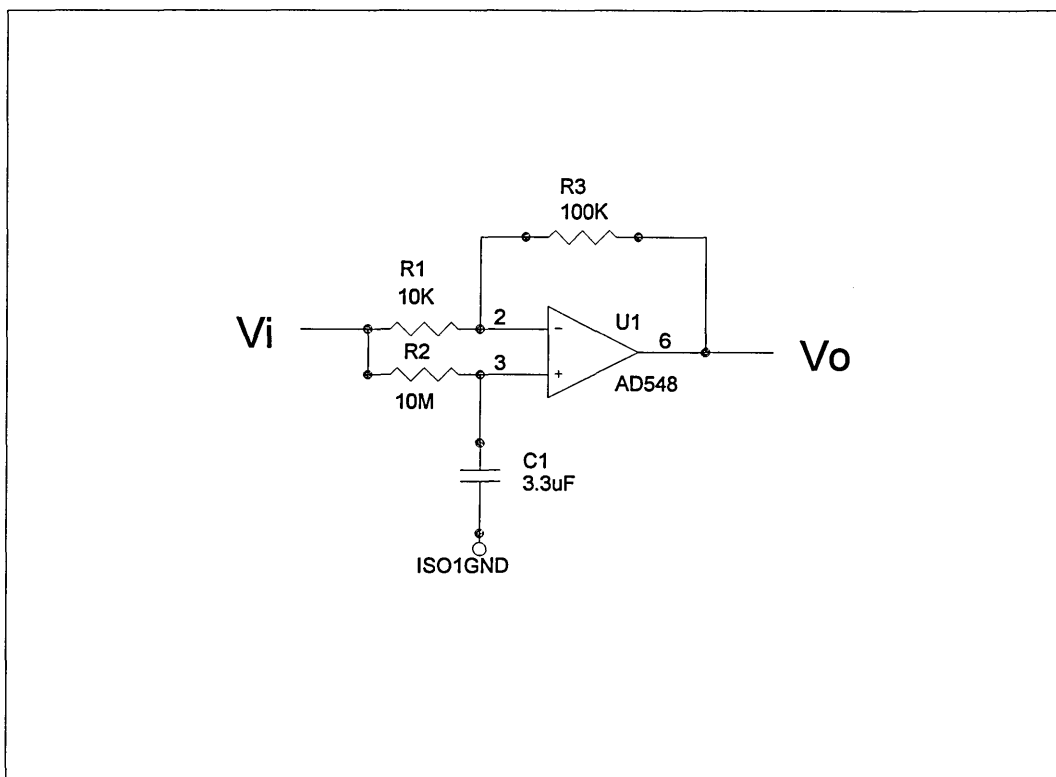 R3
100K
R1
10K
Vi
2
U1
R2
3
6
Vo
10M
AD548
C1
3.3uF
ISO1GND